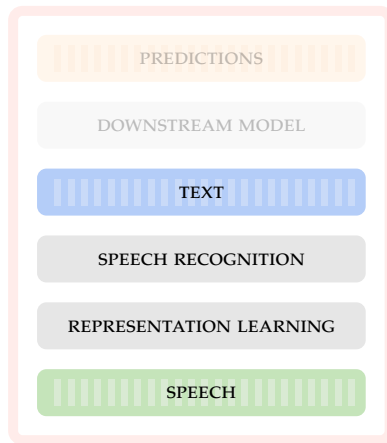 PREDICTIONS
DOWNSTREAM MODEL
TEXT
SPEECH RECOGNITION
REPRESENTATION LEARNING
SPEECH